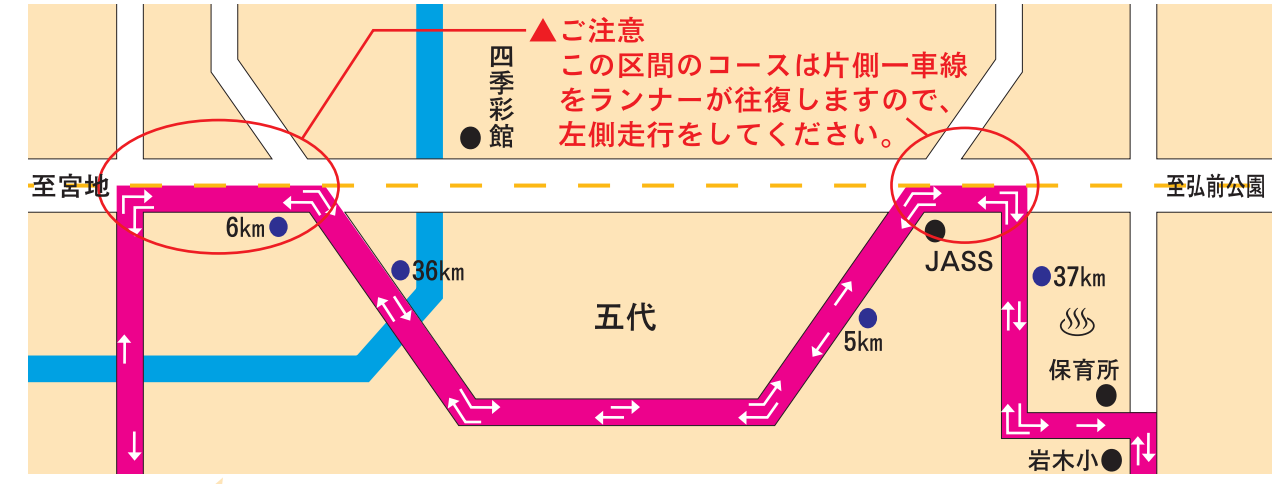 ▲ご注意
この区間のコースは片側一車線
をランナーが往復しますので、
左側走行をしてください。
四季彩館
至宮地
至弘前公園
6km
36km
JASS
37km
五代
5km
保育所
岩木小